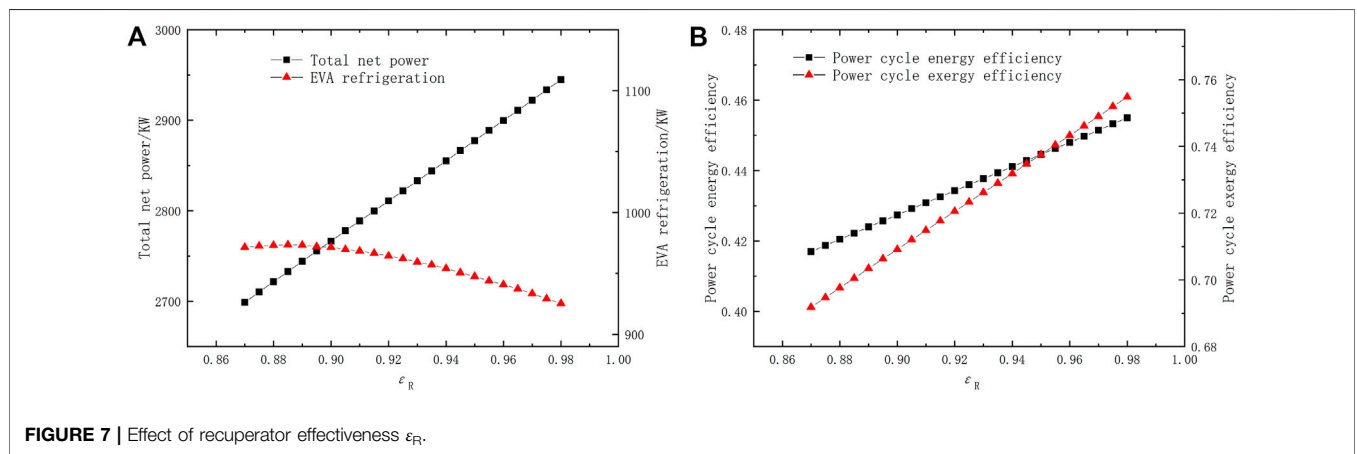 A
Total net power
EVA refrigeration
Total net power/KW
3000
2900
2800
2700
EVA refrigeration/KW
1100
1000
900
0.86
0.88
0.90
0.92
0.94
0.96
0.98
1.00
ε_R
B
Power cycle energy efficiency
Power cycle exergy efficiency
Power cycle energy efficiency
0.48
0.46
0.44
0.42
0.40
Power cycle exergy efficiency
0.76
0.74
0.72
0.70
0.68
0.86
0.88
0.90
0.92
0.94
0.96
0.98
1.00
ε_R
FIGURE 7 | Effect of recuperator effectiveness ε_R.